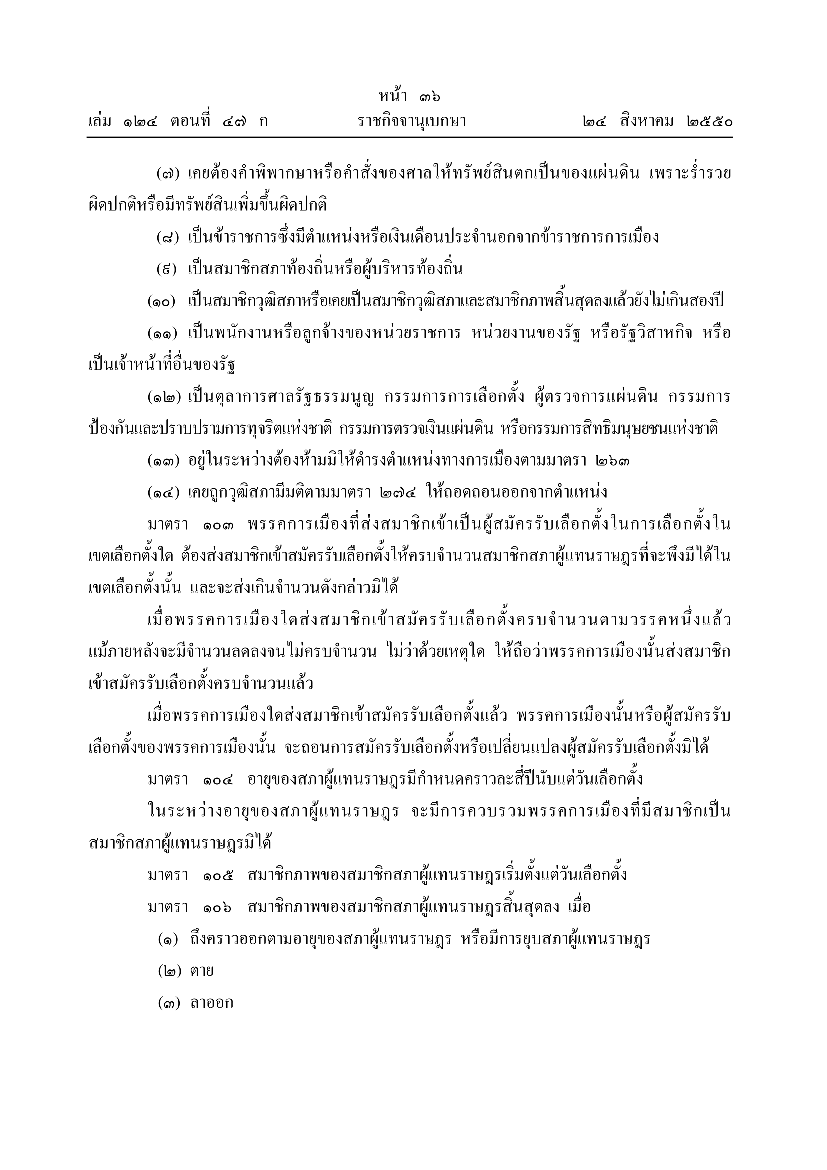 หน้า ๓๖
เล่ม ๑๒๔ ตอนที่ ๔๗ ก ราชกิจจานุเบกษา ๒๔ สิงหาคม ๒๕๕๐
(๗) เคยต้องคำพิพากษาหรือคำสั่งของศาลให้ทรัพย์สินตกเป็นของแผ่นดิน เพราะร่ำรวย
ผิดปกติหรือมีทรัพย์สินเพิ่มขึ้นผิดปกติ
(๘) เป็นข้าราชการซึ่งมีตำแหน่งหรือเงินเดือนประจำนอกจากข้าราชการการเมือง
(๙) เป็นสมาชิกสภาท้องถิ่นหรือผู้บริหารท้องถิ่น
(๑๐) เป็นสมาชิกวุฒิสภาหรือเคยเป็นสมาชิกวุฒิสภาและสมาชิกภาพสิ้นสุดลงแล้วยังไม่เกินสองปี
(๑๑) เป็นพนักงานหรือลูกจ้างของหน่วยราชการ หน่วยงานของรัฐ หรือรัฐวิสาหกิจ หรือ
เป็นเจ้าหน้าที่อื่นของรัฐ
(๑๒) เป็นตุลาการศาลรัฐธรรมนูญ กรรมการการเลือกตั้ง ผู้ตรวจการแผ่นดิน กรรมการ
ป้องกันและปราบปรามการทุจริตแห่งชาติ กรรมการตรวจเงินแผ่นดิน หรือกรรมการสิทธิมนุษยชนแห่งชาติ
(๑๓) อยู่ในระหว่างต้องห้ามมิให้ดำรงตำแหน่งทางการเมืองตามมาตรา ๒๖๓
(๑๔) เคยถูกวุฒิสภามีมติตามมาตรา ๒๗๔ ให้ถอดถอนออกจากตำแหน่ง
มาตรา ๑๐๓ พรรคการเมืองที่ส่งสมาชิกเข้าเป็นผู้สมัครรับเลือกตั้งในการเลือกตั้งใน
เขตเลือกตั้งใด ต้องส่งสมาชิกเข้าสมัครรับเลือกตั้งให้ครบจำนวนสมาชิกสภาผู้แทนราษฎรที่จะพึงมีได้ใน
เขตเลือกตั้งนั้น และจะส่งเกินจำนวนดังกล่าวมิได้
เมื่อพรรคการเมืองใดส่งสมาชิกเข้าสมัครรับเลือกตั้งครบจำนวนตามวรรคหนึ่งแล้ว
แม้ภายหลังจะมีจำนวนลดลงจนไม่ครบจำนวน ไม่ว่าด้วยเหตุใด ให้ถือว่าพรรคการเมืองนั้นส่งสมาชิก
เข้าสมัครรับเลือกตั้งครบจำนวนแล้ว
เมื่อพรรคการเมืองใดส่งสมาชิกเข้าสมัครรับเลือกตั้งแล้ว พรรคการเมืองนั้นหรือผู้สมัครรับ
เลือกตั้งของพรรคการเมืองนั้น จะถอนการสมัครรับเลือกตั้งหรือเปลี่ยนแปลงผู้สมัครรับเลือกตั้งมิได้
มาตรา ๑๐๔ อายุของสภาผู้แทนราษฎรมีกำหนดคราวละสี่ปีนับแต่วันเลือกตั้ง
ในระหว่างอายุของสภาผู้แทนราษฎร จะมีการควบรวมพรรคการเมืองที่มีสมาชิกเป็น
สมาชิกสภาผู้แทนราษฎรมิได้
มาตรา ๑๐๕ สมาชิกภาพของสมาชิกสภาผู้แทนราษฎรเริ่มตั้งแต่วันเลือกตั้ง
มาตรา ๑๐๖ สมาชิกภาพของสมาชิกสภาผู้แทนราษฎรสิ้นสุดลง เมื่อ
(๑) ถึงคราวออกตามอายุของสภาผู้แทนราษฎร หรือมีการยุบสภาผู้แทนราษฎร
(๒) ตาย
(๓) ลาออก